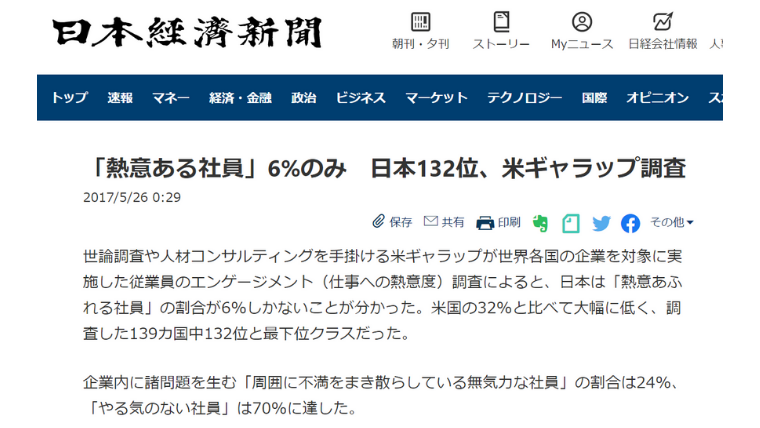 日本経済新聞
朝刊・夕刊 ストーリー Myニュース 日経会社情報
トップ 速報 マネー 経済・金融 政治 ビジネス マーケット テクノロジー 国際 オピニオン
「熱意ある社員」6%のみ 日本132位、米ギャラップ調査
2017/5/26 0:29
保存 共有 印刷 その他
世論調査や人材コンサルティングを手掛ける米ギャラップが世界各国の企業を対象に実
施した従業員のエンゲージメント（仕事への熱意度）調査によると、日本は「熱意あふ
れる社員」の割合が6％しかないことが分かった。米国の32％と比べて大幅に低く、調
査した139カ国中132位と最下位クラスだった。
企業内に諸問題を生む「周囲に不満をまき散らしている無気力な社員」の割合は24％、
「やる気のない社員」は70％に達した。